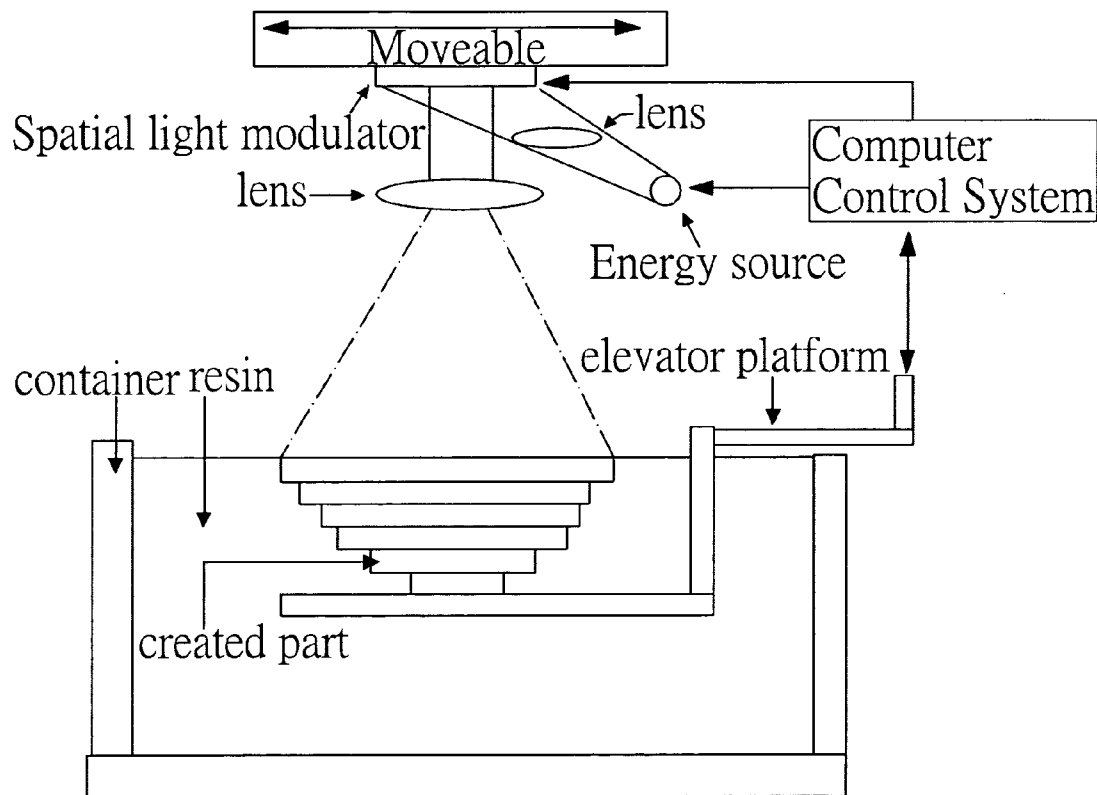 Moveable
Spatial light modulator
lens
lens
Computer
Control System
Energy source
elevator platform
container resin
created part